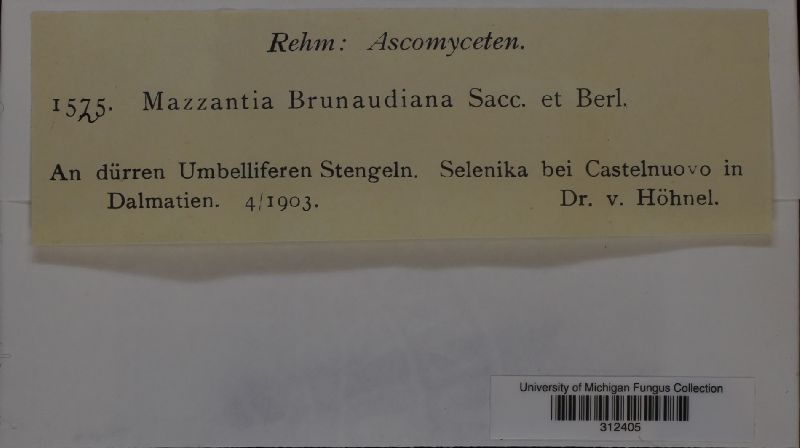 Rehm: Ascomyceten.
1525. Mazzantia Brunaudiana Sacc. et Berl.
An dürren Umbelliferen Stengeln. Selenika bei Castelnuovo in
Dalmatien. 4/1903. Dr. v. Höhnel.
University of Michigan Fungus Collection
312405